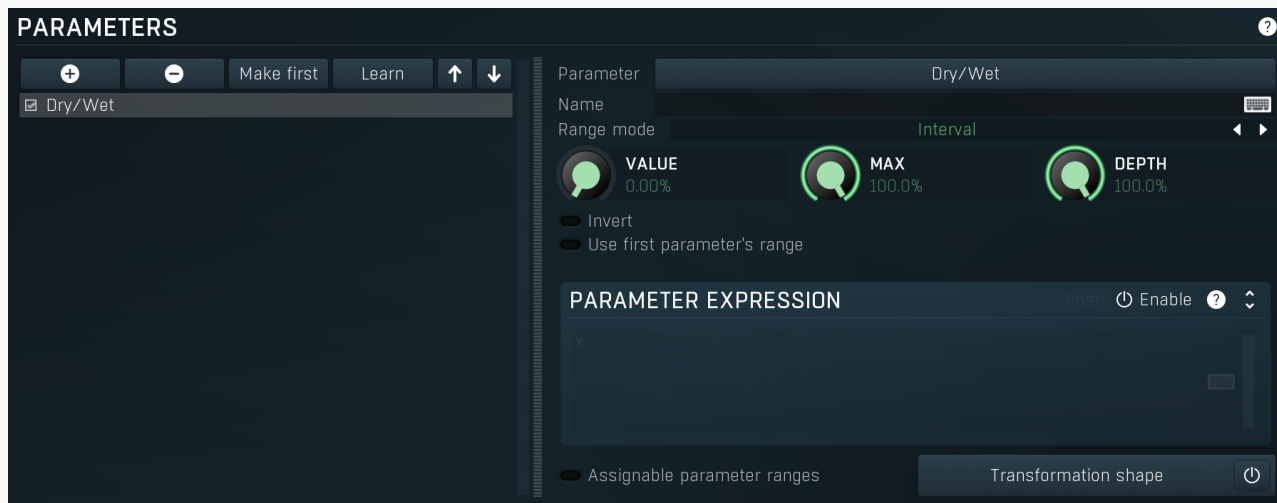 PARAMETERS ?
Make first Learn
Dry/Wet
Parameter Dry/Wet
Name
Range mode Interval
VALUE
0.00%
MAX
100.0%
DEPTH
100.0%
Invert
Use first parameter's range
PARAMETER EXPRESSION Post Enable ?
x
Assignable parameter ranges Transformation shape